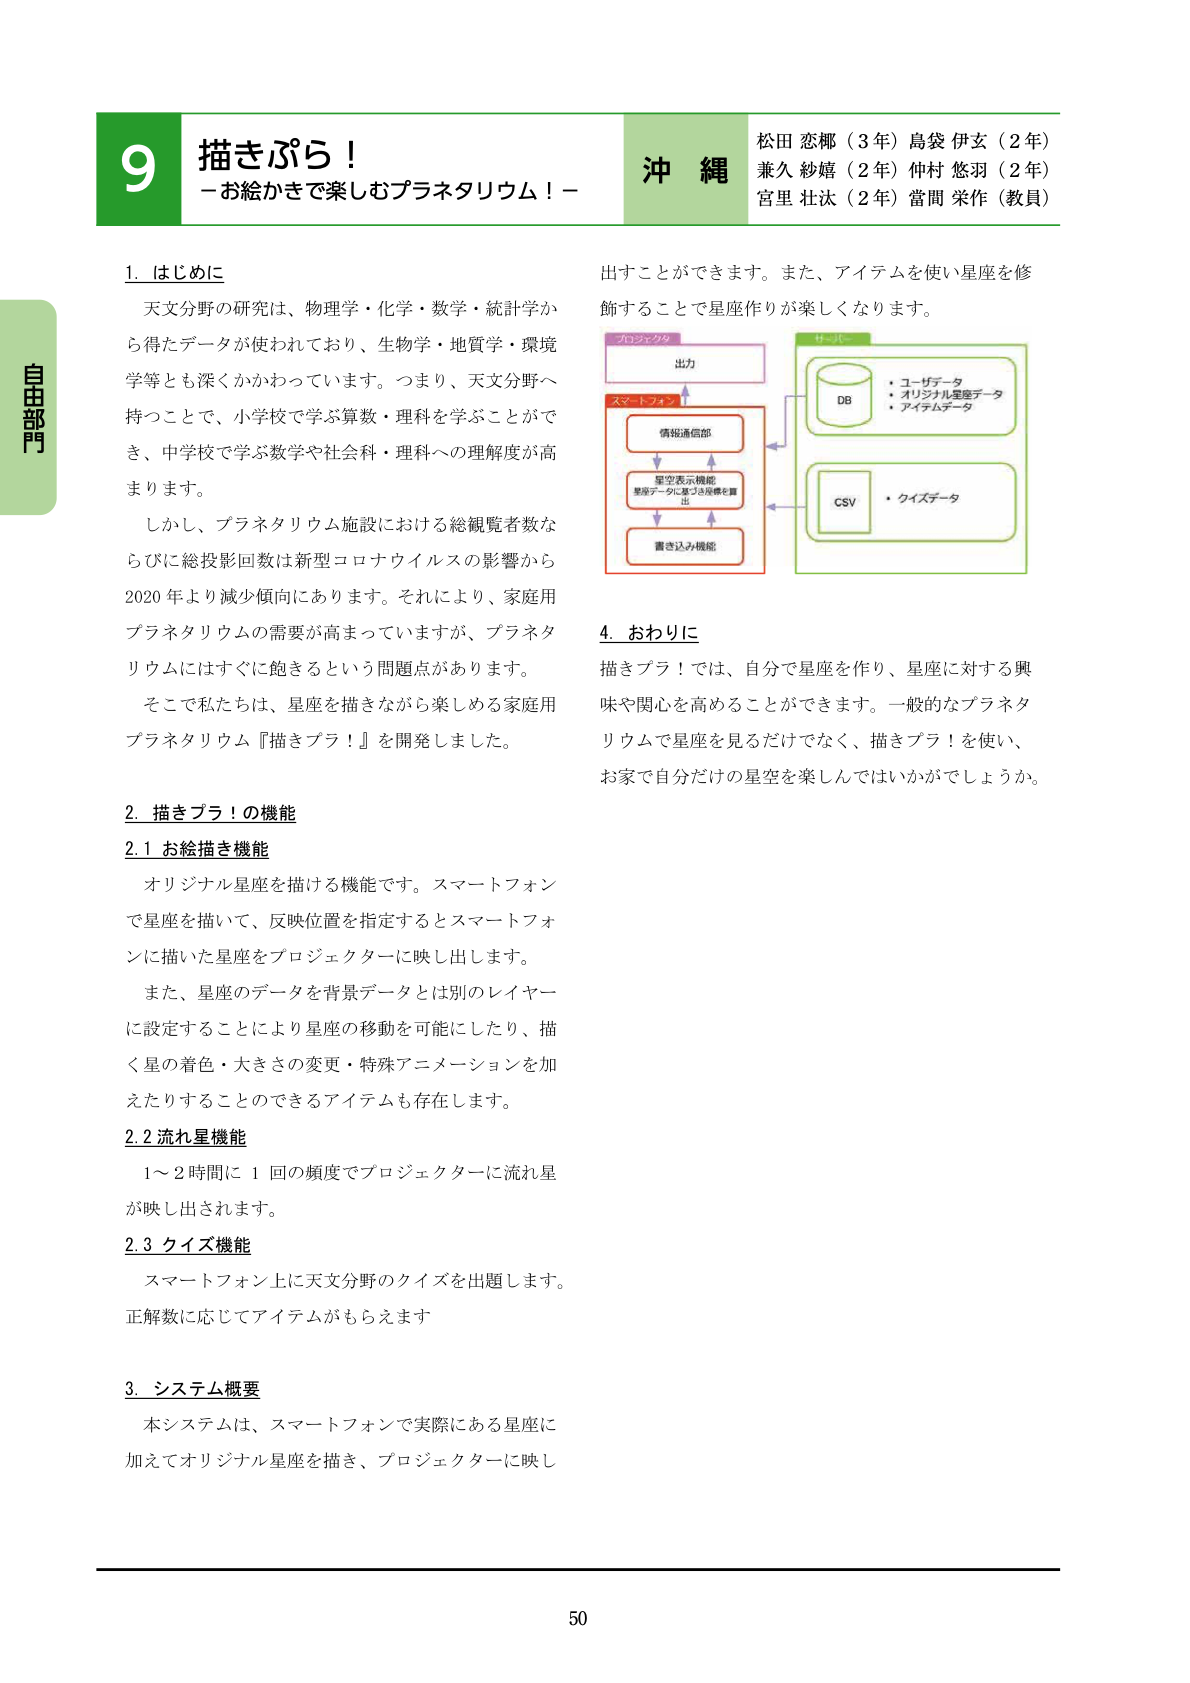 9
描きぷら！
－お絵かきで楽しむプラネタリウム！－
沖　縄
松田 恋椰（３年）島袋 伊玄（２年）
兼久 紗嬉（２年）仲村 悠羽（２年）
宮里 壮汰（２年）當間 栄作（教員）
自由部門
1. はじめに
天文分野の研究は、物理学・化学・数学・統計学か
ら得たデータが使われており、生物学・地質学・環境
学等とも深くかかわっています。つまり、天文分野へ
持つことで、小学校で学ぶ算数・理科を学ぶことがで
き、中学校で学ぶ数学や社会科・理科への理解度が高
まります。
しかし、プラネタリウム施設における総観覧者数な
らびに総投影回数は新型コロナウイルスの影響から
2020 年より減少傾向にあります。それにより、家庭用
プラネタリウムの需要が高まっていますが、プラネタ
リウムにはすぐに飽きるという問題点があります。
そこで私たちは、星座を描きながら楽しめる家庭用
プラネタリウム『描きプラ！』を開発しました。
2. 描きプラ！の機能
2.1 お絵描き機能
オリジナル星座を描ける機能です。スマートフォン
で星座を描いて、反映位置を指定するとスマートフォ
ンに描いた星座をプロジェクターに映し出します。
また、星座のデータを背景データとは別のレイヤー
に設定することにより星座の移動を可能にしたり、描
く星の着色・大きさの変更・特殊アニメーションを加
えたりすることのできるアイテムも存在します。
2.2 流れ星機能
1～２時間に 1 回の頻度でプロジェクターに流れ星
が映し出されます。
2.3 クイズ機能
スマートフォン上に天文分野のクイズを出題します。
正解数に応じてアイテムがもらえます
3. システム概要
本システムは、スマートフォンで実際にある星座に
加えてオリジナル星座を描き、プロジェクターに映し
出すことができます。また、アイテムを使い星座を修
飾することで星座作りが楽しくなります。
プロジェクタ
出力
スマートフォン
情報通信部
星空表示機能
星座データに基づき座標を算
出
書き込み機能
サーバー
DB
・ユーザデータ
・オリジナル星座データ
・アイテムデータ
CSV
・クイズデータ
4. おわりに
描きプラ！では、自分で星座を作り、星座に対する興
味や関心を高めることができます。一般的なプラネタ
リウムで星座を見るだけでなく、描きプラ！を使い、
お家で自分だけの星空を楽しんではいかがでしょうか。
50